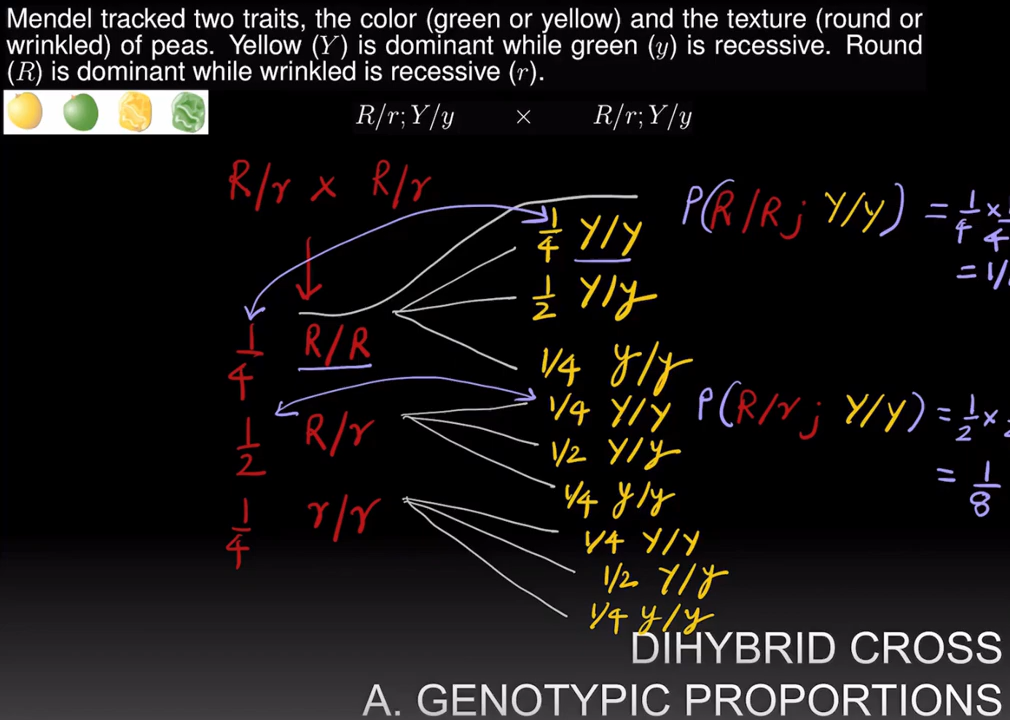 Mendel tracked two traits, the color (green or yellow) and the texture (round or
wrinkled) of peas. Yellow (Y) is dominant while green (y) is recessive. Round
(R) is dominant while wrinkled is recessive (r).
R/r; Y/y × R/r; Y/y
R/r × R/r
1/4 R/R
1/4 Y/Y
1/2 Y/y
1/4 y/y
1/2 R/r
1/4 Y/Y
1/2 Y/y
1/4 y/y
1/4 r/r
1/4 Y/Y
1/2 Y/y
1/4 y/y
P(R/R; Y/Y) = 1/4 × 1/4
= 1/
P(R/r; Y/Y) = 1/2 ×
= 1/8
DIHYBRID CROSS
A. GENOTYPIC PROPORTIONS